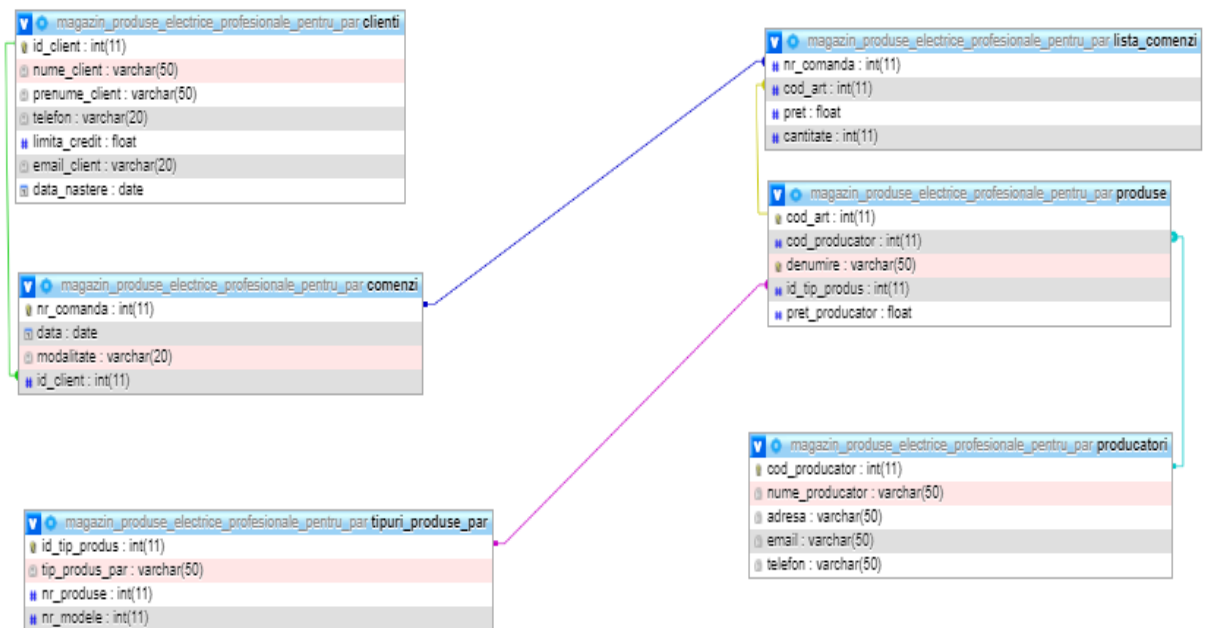 magazin_produse_electrice_profesionale_pentru_par clienti
id_client : int(11)
nume_client : varchar(50)
prenume_client : varchar(50)
telefon : varchar(20)
limita_credit : float
email_client : varchar(20)
data_nastere : date
magazin_produse_electrice_profesionale_pentru_par comenzi
nr_comanda : int(11)
data : date
modalitate : varchar(20)
id_client : int(11)
magazin_produse_electrice_profesionale_pentru_par tipuri_produse_par
id_tip_produs : int(11)
tip_produs_par : varchar(50)
nr_produse : int(11)
nr_modele : int(11)
magazin_produse_electrice_profesionale_pentru_par lista_comenzi
nr_comanda : int(11)
cod_art : int(11)
pret : float
cantitate : int(11)
magazin_produse_electrice_profesionale_pentru_par produse
cod_art : int(11)
cod_producator : int(11)
denumire : varchar(50)
id_tip_produs : int(11)
pret_producator : float
magazin_produse_electrice_profesionale_pentru_par producatori
cod_producator : int(11)
nume_producator : varchar(50)
adresa : varchar(50)
email : varchar(50)
telefon : varchar(50)